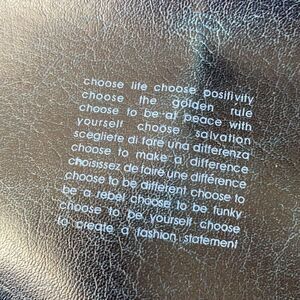 choose life choose positivity
choose the golden rule
choose to be at peace with
yourself choose salvation
scegliete di fare una differenza
choose to make a difference
choisissez de faire une différence
choose to be different choose to
be a rebel choose to be funky
choose to be yourself choose
to create a fashion statement